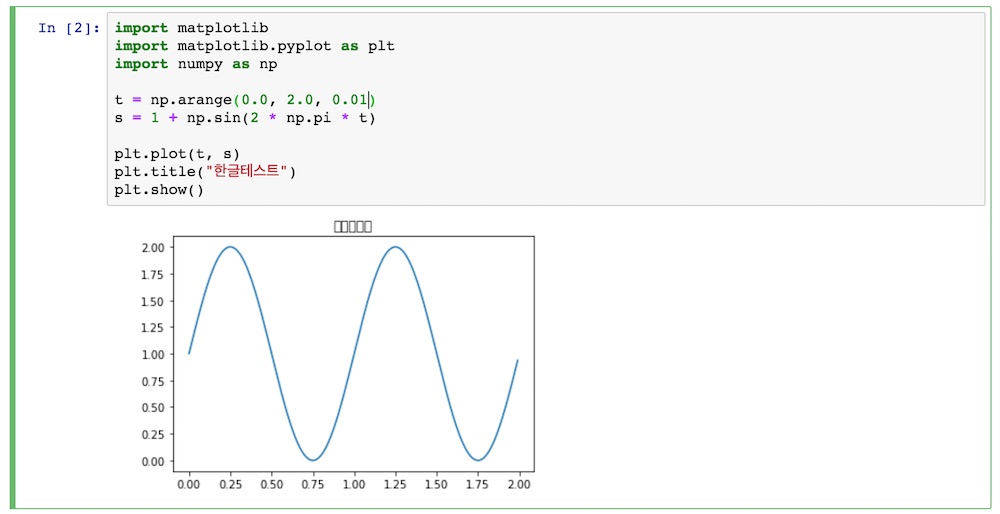 In [2]:
import matplotlib
import matplotlib.pyplot as plt
import numpy as np
t = np.arange(0.0, 2.0, 0.01)
s = 1 + np.sin(2 * np.pi * t)
plt.plot(t, s)
plt.title("한글테스트")
plt.show()
□□□□□
2.00
1.75
1.50
1.25
1.00
0.75
0.50
0.25
0.00
0.00 0.25 0.50 0.75 1.00 1.25 1.50 1.75 2.00